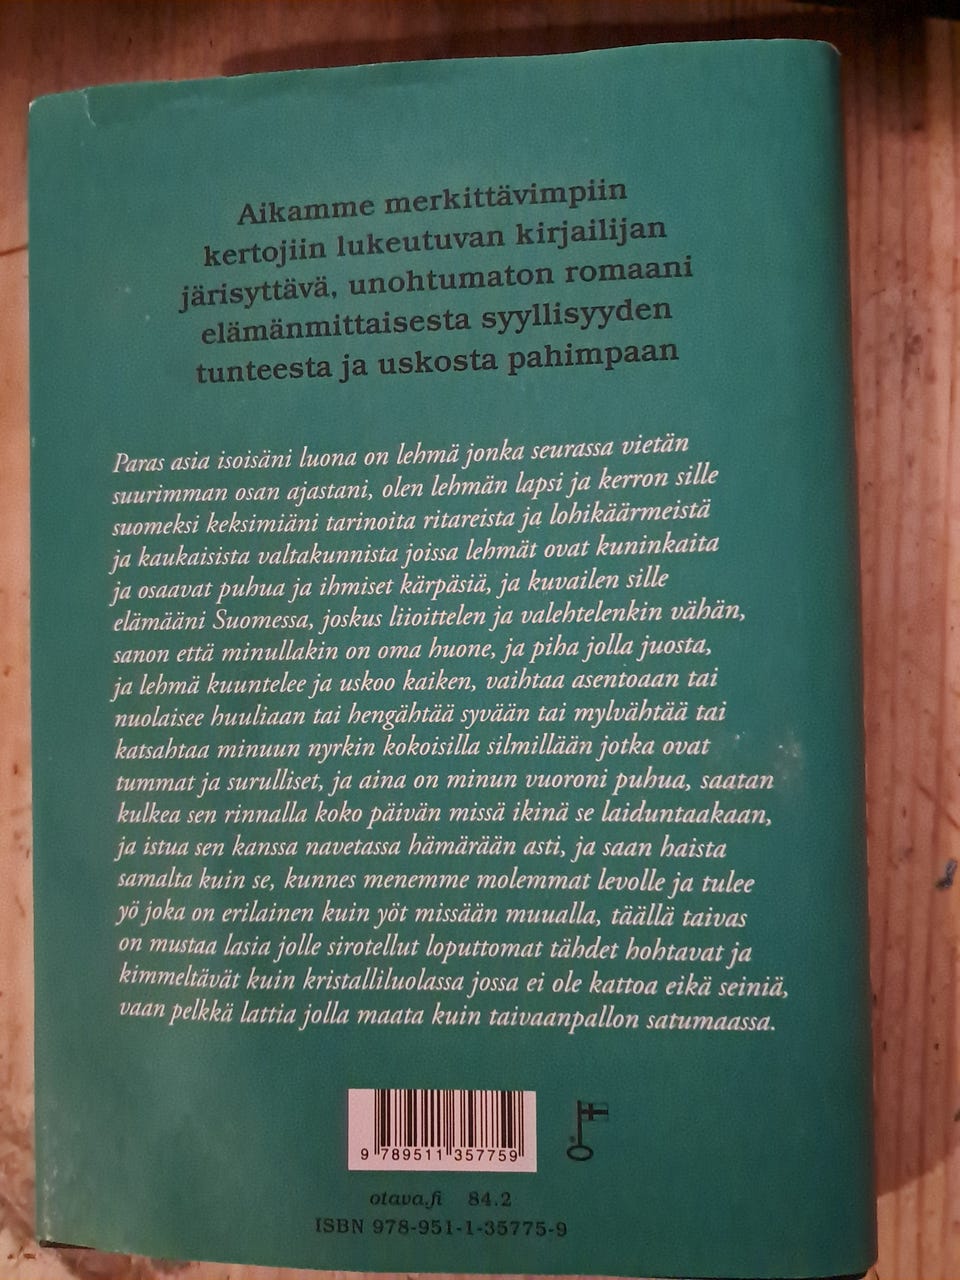 Aikamme merkittävimpiin
kertojiin lukeutuvan kirjailijan
järisyttävä, unohtumaton romaani
elämänmittaisesta syyllisyyden
tunteesta ja uskosta pahimpaan
Paras asia isoisäni luona on lehmä jonka seurassa vietän
suurimman osan ajastani, olen lehmän lapsi ja kerron sille
suomeksi keksimiäni tarinoita ritareista ja lohikäärmeistä
ja kaukaisista valtakunnista joissa lehmät ovat kuninkaita
ja osaavat puhua ja ihmiset kärpäsiä, ja kuvailen sille
elämääni Suomessa, joskus liioittelen ja valehtelenkin vähän,
sanon että minullakin on oma huone, ja piha jolla juosta,
ja lehmä kuuntelee ja uskoo kaiken, vaihtaa asentoaan tai
nuolaisee huuliaan tai hengähtää syvään tai mylvähtää tai
katsahtaa minuun nyrkin kokoisilla silmillään jotka ovat
tummat ja surulliset, ja aina on minun vuoroni puhua, saatan
kulkea sen rinnalla koko päivän missä ikinä se laiduntaakaan,
ja istua sen kanssa navetassa hämärään asti, ja saan haista
samalta kuin se, kunnes menemme molemmat levolle ja tulee
yö joka on erilainen kuin yöt missään muualla, täällä taivas
on mustaa lasia jolle sirotellut loputtomat tähdet hohtavat ja
kimmeltävät kuin kristalliluolassa jossa ei ole kattoa eikä seiniä,
vaan pelkkä lattia jolla maata kuin taivaanpallon satumaassa.
9 789511 357759
otava.fi 84.2
ISBN 978-951-1-35775-9